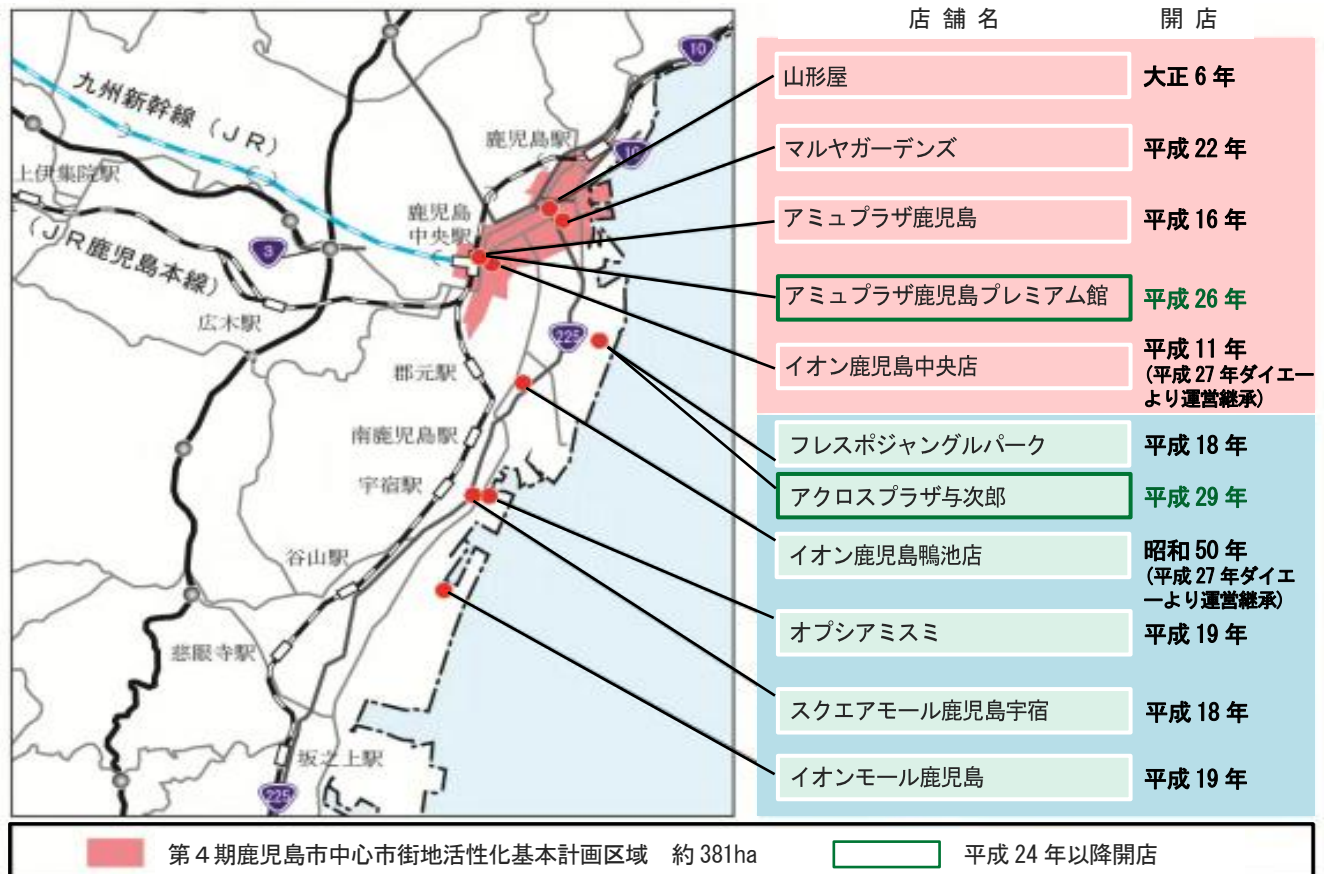 店 舗 名
開 店
山形屋
大正 6 年
マルヤガーデンズ
平成 22 年
アミュプラザ鹿児島
平成 16 年
アミュプラザ鹿児島プレミアム館
平成 26 年
イオン鹿児島中央店
平成 11 年
(平成 27 年ダイエー
より運営継承)
フレスポジャングルパーク
平成 18 年
アクロスプラザ与次郎
平成 29 年
イオン鹿児島鴨池店
昭和 50 年
(平成 27 年ダイエ
ーより運営継承)
オプシアミスミ
平成 19 年
スクエアモール鹿児島宇宿
平成 18 年
イオンモール鹿児島
平成 19 年
10
九州新幹線（JR）
鹿児島駅
10
上伊集院駅
鹿児島
中央駅
3
（JR鹿児島本線）
広木駅
225
郡元駅
南鹿児島駅
宇宿駅
谷山駅
慈眼寺駅
坂之上駅
225
第４期鹿児島市中心市街地活性化基本計画区域　約 381ha
平成 24 年以降開店